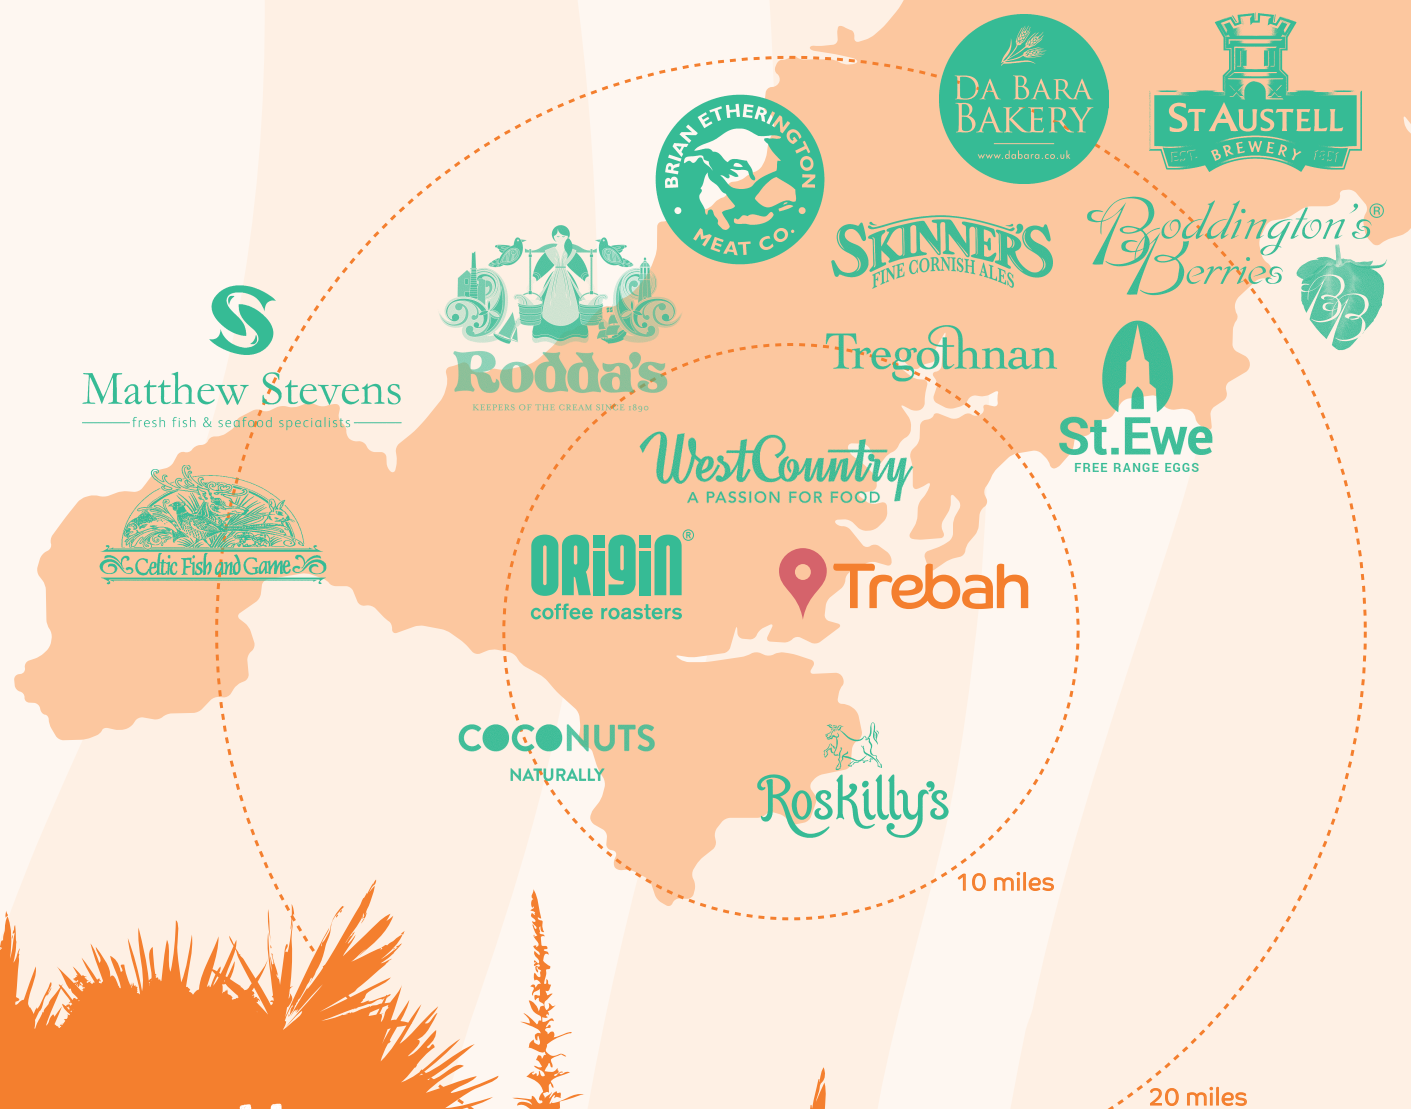 DA BARA
BAKERY
www.dabara.co.uk
ST AUSTELL
EST. BREWERY 1851
BRIAN ETHERINGTON
MEAT CO.
SKINNER'S
FINE CORNISH ALES
Boddington's®
Berries
BB
S
Matthew Stevens
fresh fish & seafood specialists
Rodda's
KEEPERS OF THE CREAM SINCE 1890
Tregothnan
St.Ewe
FREE RANGE EGGS
WestCountry
A PASSION FOR FOOD
Celtic Fish and Game
ORIGIN®
coffee roasters
Trebah
COCONUTS
NATURALLY
Roskilly's
10 miles
20 miles